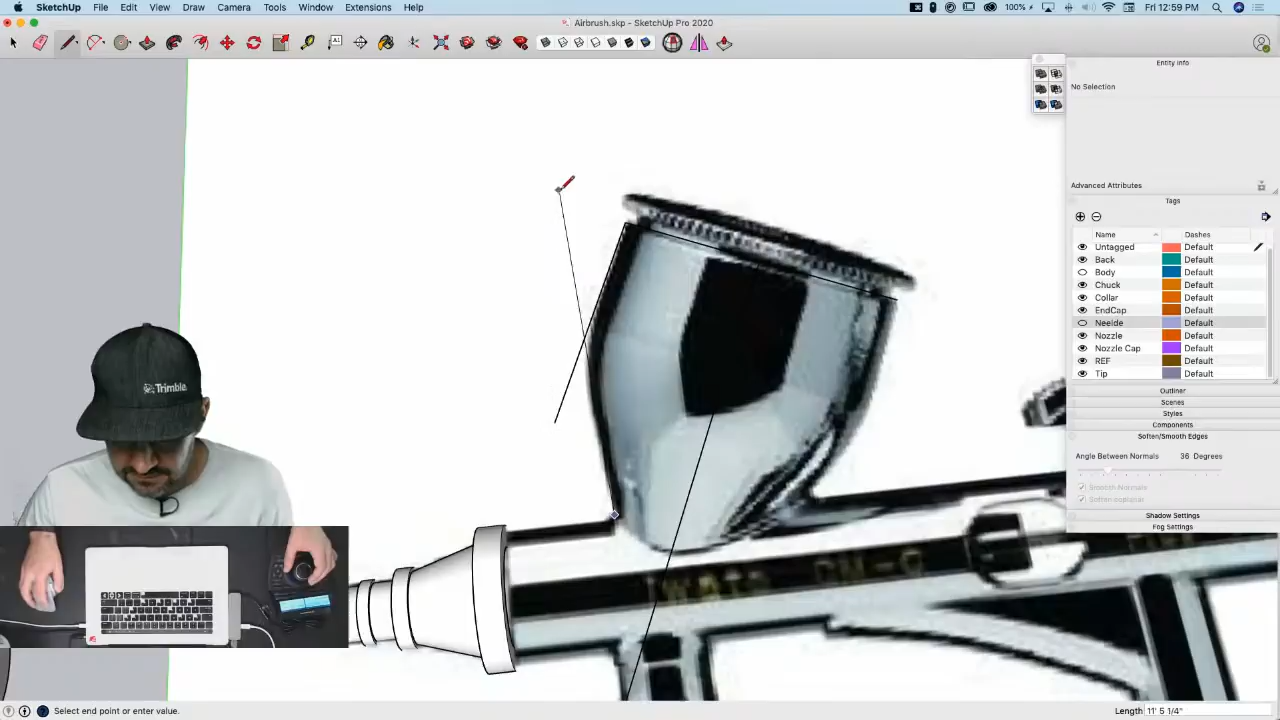 SketchUp File Edit View Draw Camera Tools Window Extensions Help
100% Fri 12:59 PM
Airbrush.skp - SketchUp Pro 2020
Entity Info
No Selection
Advanced Attributes
Tags
Name Dashes
Untagged Default
Back Default
Body Default
Chuck Default
Collar Default
EndCap Default
Neelde Default
Nozzle Default
Nozzle Cap Default
REF Default
Tip Default
Outliner
Scenes
Styles
Components
Soften/Smooth Edges
Angle Between Normals 36 Degrees
Smooth Normals
Soften coplanar
Shadow Settings
Fog Settings
Trimble
Select end point or enter value.
Length 11' 5 1/4"